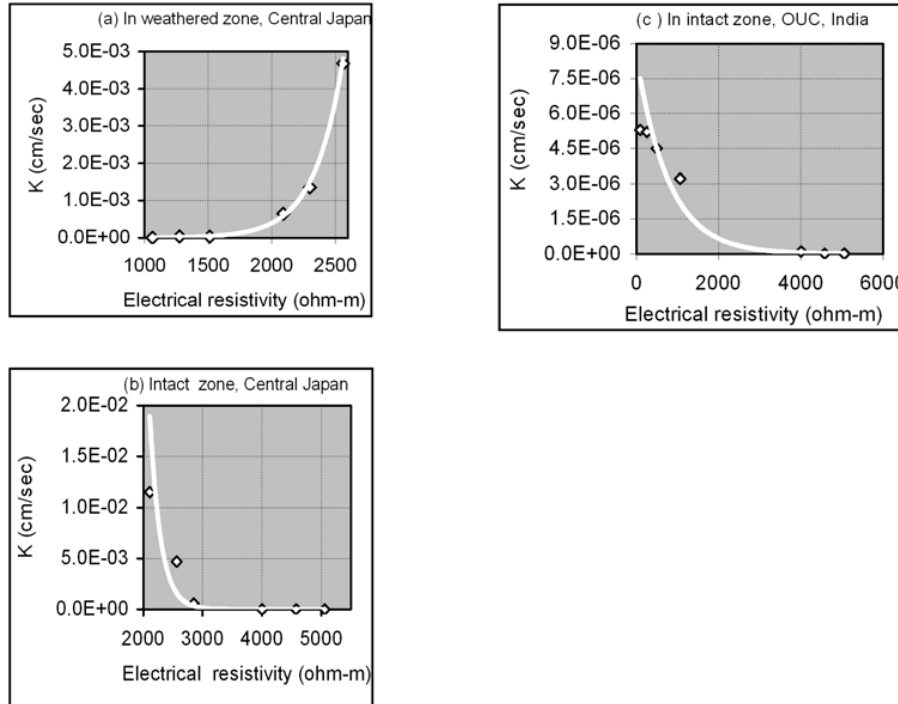 (a) In weathered zone, Central Japan
5.0E-03
4.0E-03
3.0E-03
2.0E-03
1.0E-03
0.0E+00
K (cm/sec)
1000 1500 2000 2500
Electrical resistivity (ohm-m)
(c ) In intact zone, OUC, India
9.0E-06
7.5E-06
6.0E-06
4.5E-06
3.0E-06
1.5E-06
0.0E+00
K (cm/sec)
0 2000 4000 6000
Electrical resistivity (ohm-m)
(b) Intact zone, Central Japan
2.0E-02
1.5E-02
1.0E-02
5.0E-03
0.0E+00
K (cm/sec)
2000 3000 4000 5000
Electrical resistivity (ohm-m)